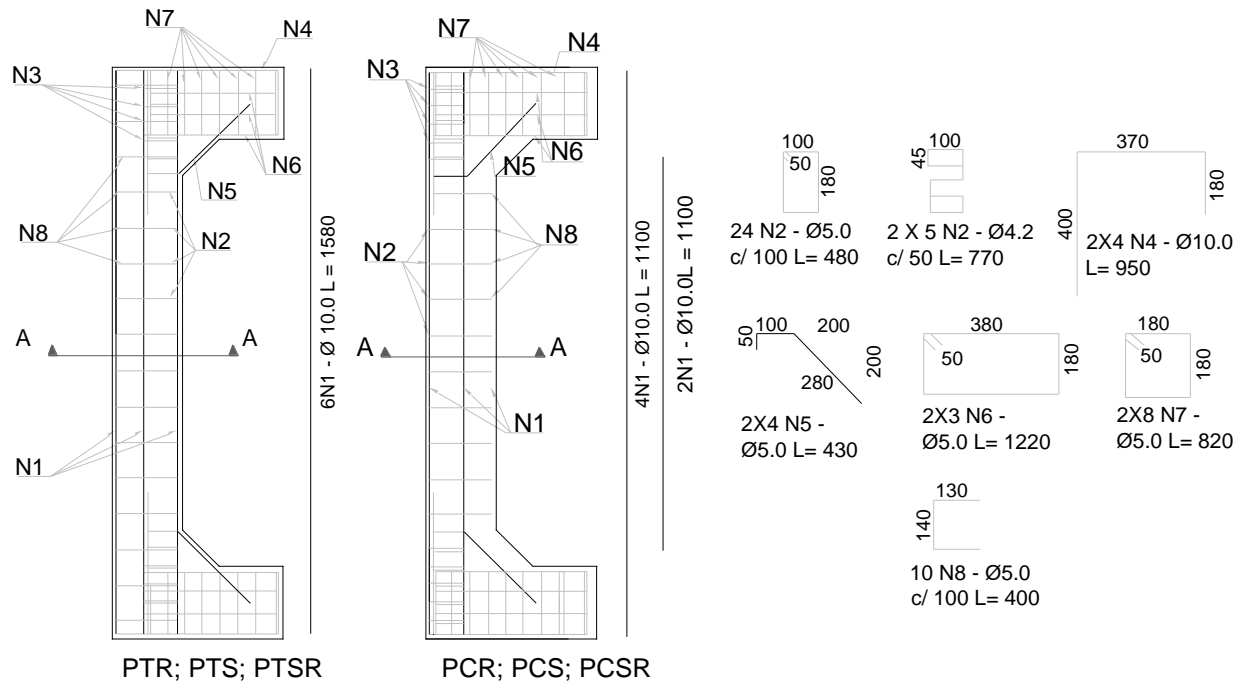 N7
N4
N3
N6
N5
N8
N2
A
A
N1
6N1 - Ø 10.0 L = 1580
PTR; PTS; PTSR
N7
N4
N3
N6
N5
N2
N8
A
A
N1
4N1 - Ø10.0 L = 1100
2N1 - Ø10.0L = 1100
PCR; PCS; PCSR
100
50
180
24 N2 - Ø5.0
c/ 100 L= 480
100
45
2 X 5 N2 - Ø4.2
c/ 50 L= 770
370
180
400
2X4 N4 - Ø10.0
L= 950
100
200
50
200
280
2X4 N5 -
Ø5.0 L= 430
380
50
180
2X3 N6 -
Ø5.0 L= 1220
180
50
180
2X8 N7 -
Ø5.0 L= 820
130
140
10 N8 - Ø5.0
c/ 100 L= 400